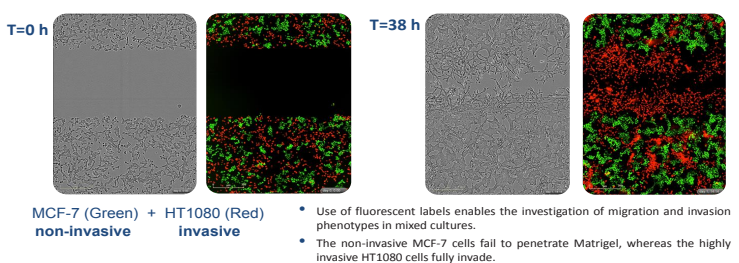 T=0 h
T=38 h
MCF-7 (Green) + HT1080 (Red)
non-invasive invasive
• Use of fluorescent labels enables the investigation of migration and invasion
phenotypes in mixed cultures.
• The non-invasive MCF-7 cells fail to penetrate Matrigel, whereas the highly
invasive HT1080 cells fully invade.